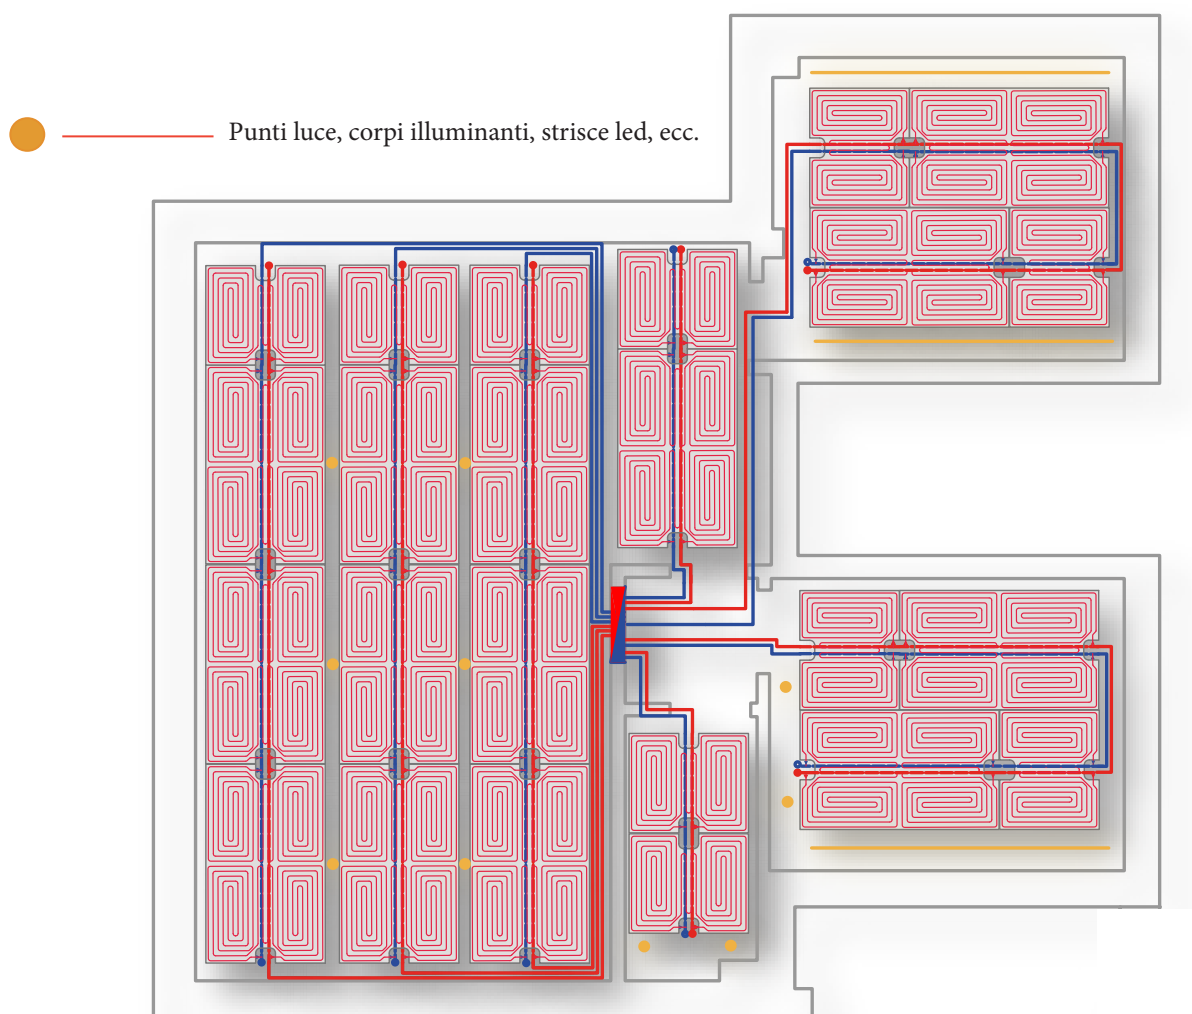 Punti luce, corpi illuminanti, strisce led, ecc.